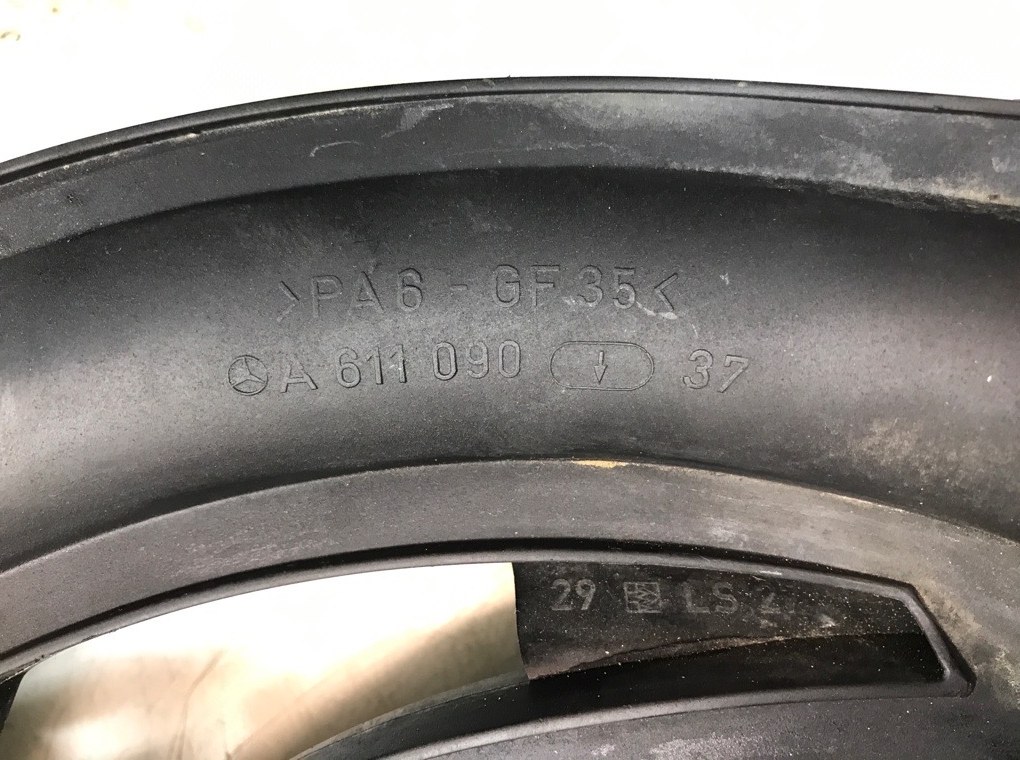 >PA6 - GF35<
A 611 090 ↓ 37
29 LS 2